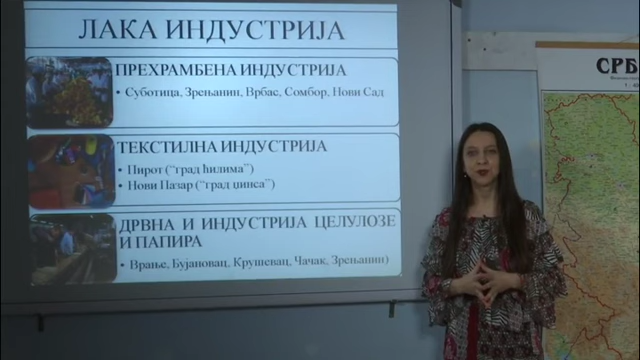 ЛАКА ИНДУСТРИЈА
ПРЕХРАМБЕНА ИНДУСТРИЈА
• Суботица, Зрењанин, Врбас, Сомбор, Нови Сад
ТЕКСТИЛНА ИНДУСТРИЈА
• Пирот (“град ћилима”)
• Нови Пазар (“град џинса”)
ДРВНА И ИНДУСТРИЈА ЦЕЛУЛОЗЕ
И ПАПИРА
• Врање, Бујановац, Крушевац, Чачак, Зрењанин)
СРБ